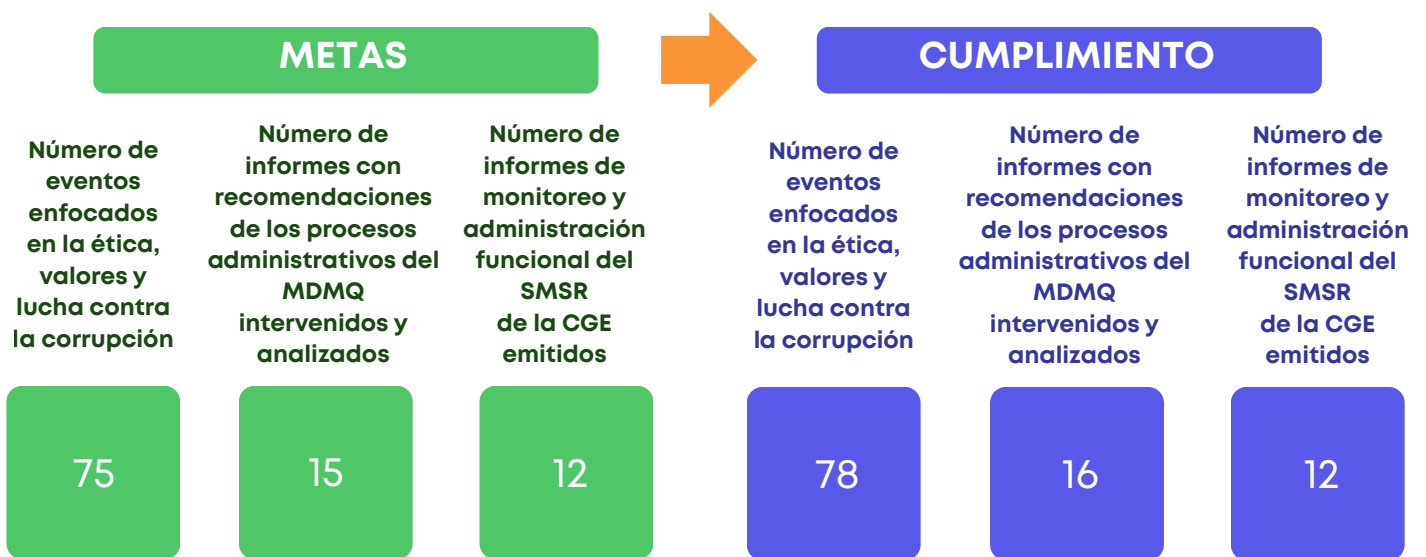 METAS
Número de
eventos
enfocados
en la ética,
valores y
lucha contra
la corrupción
75
Número de
informes con
recomendaciones
de los procesos
administrativos del
MDMQ
intervenidos y
analizados
15
Número de
informes de
monitoreo y
administración
funcional del
SMSR
de la CGE
emitidos
12
CUMPLIMIENTO
Número de
eventos
enfocados
en la ética,
valores y
lucha contra
la corrupción
78
Número de
informes con
recomendaciones
de los procesos
administrativos del
MDMQ
intervenidos y
analizados
16
Número de
informes de
monitoreo y
administración
funcional del
SMSR
de la CGE
emitidos
12